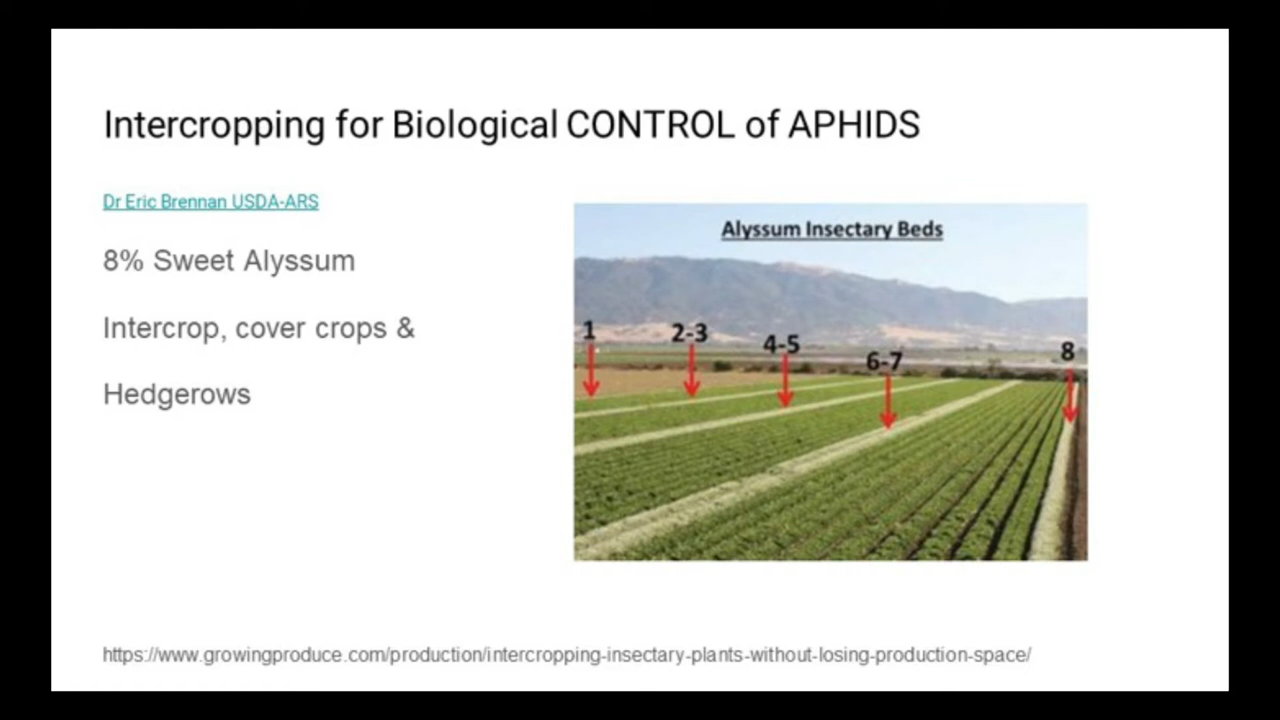 Intercropping for Biological CONTROL of APHIDS
Dr Eric Brennan USDA-ARS
8% Sweet Alyssum
Intercrop, cover crops &
Hedgerows
Alyssum Insectary Beds
1
2-3
4-5
6-7
8
https://www.growingproduce.com/production/intercropping-insectary-plants-without-losing-production-space/